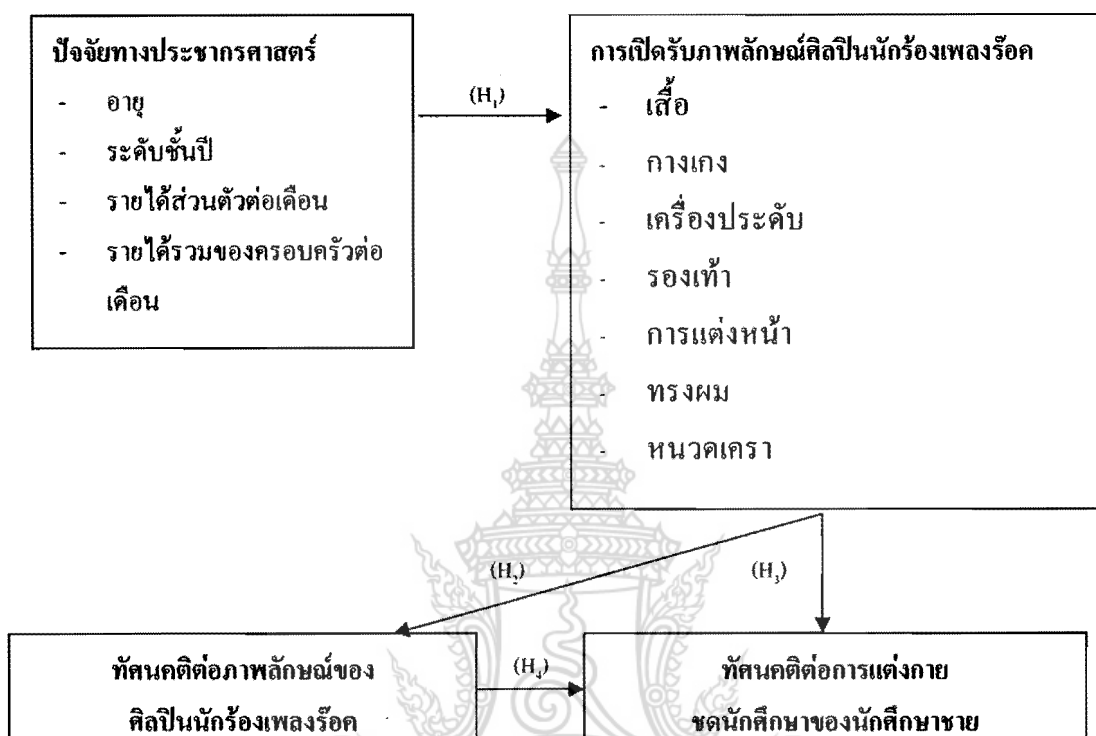 ปัจจัยทางประชากรศาสตร์
- อายุ
- ระดับชั้นปี
- รายได้ส่วนตัวต่อเดือน
- รายได้รวมของครอบครัวต่อ
เดือน
(H₁)
การเปิดรับภาพลักษณ์ศิลปินนักร้องเพลงร๊อค
- เสื้อ
- กางเกง
- เครื่องประดับ
- รองเท้า
- การแต่งหน้า
- ทรงผม
- หนวดเครา
(H₂)
(H₃)
ทัศนคติต่อภาพลักษณ์ของ
ศิลปินนักร้องเพลงร๊อค
(H₄)
ทัศนคติต่อการแต่งกาย
ชุดนักศึกษาของนักศึกษาชาย